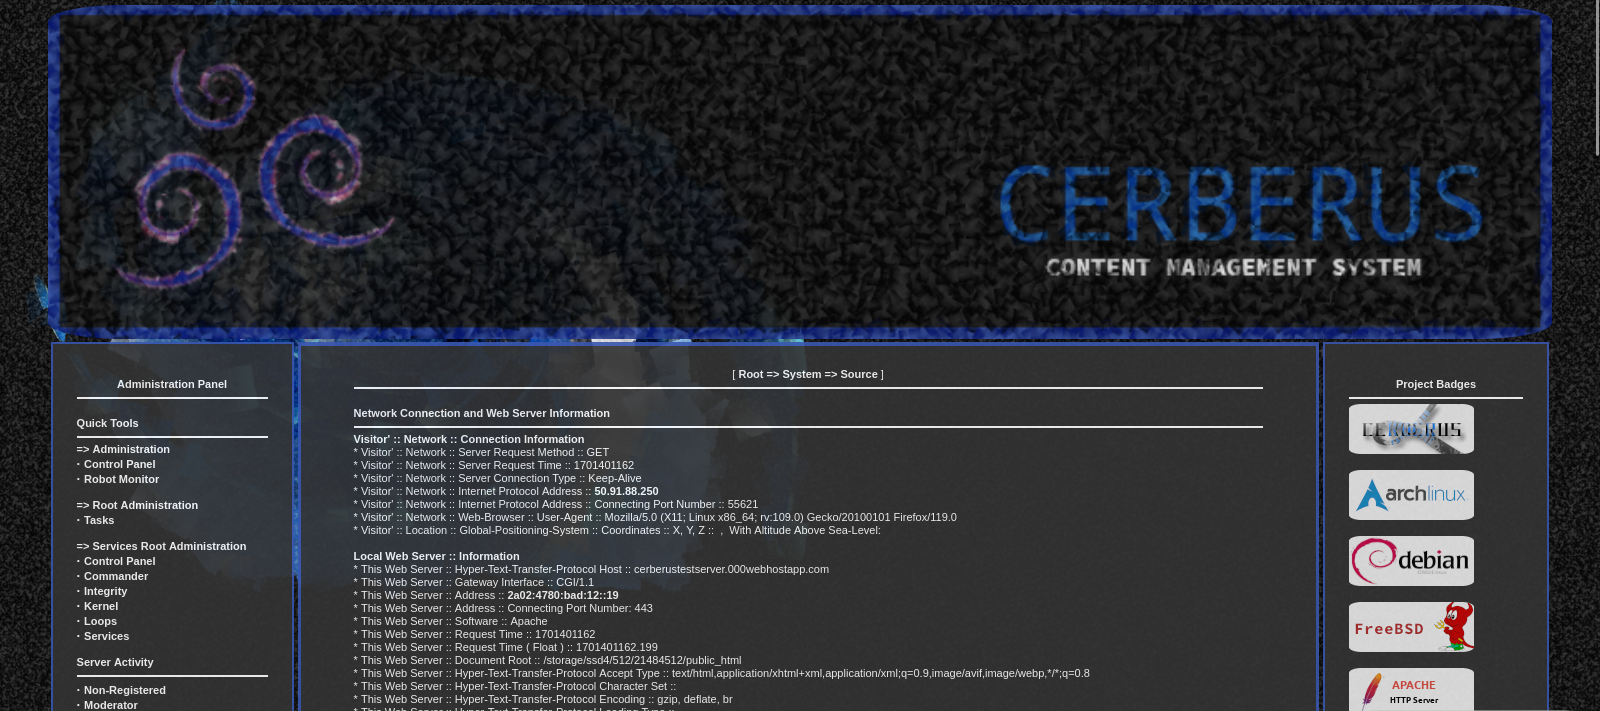 CERBERUS
CONTENT MANAGEMENT SYSTEM
Administration Panel
Quick Tools
=> Administration
· Control Panel
· Robot Monitor
=> Root Administration
· Tasks
=> Services Root Administration
· Control Panel
· Commander
· Integrity
· Kernel
· Loops
· Services
Server Activity
· Non-Registered
· Moderator
[ Root => System => Source ]
Network Connection and Web Server Information
Visitor' :: Network :: Connection Information
* Visitor' :: Network :: Server Request Method :: GET
* Visitor' :: Network :: Server Request Time :: 1701401162
* Visitor' :: Network :: Server Connection Type :: Keep-Alive
* Visitor' :: Network :: Internet Protocol Address :: 50.91.88.250
* Visitor' :: Network :: Internet Protocol Address :: Connecting Port Number :: 55621
* Visitor' :: Network :: Web-Browser :: User-Agent :: Mozilla/5.0 (X11; Linux x86_64; rv:109.0) Gecko/20100101 Firefox/119.0
* Visitor' :: Location :: Global-Positioning-System :: Coordinates :: X, Y, Z :: , With Altitude Above Sea-Level:
Local Web Server :: Information
* This Web Server :: Hyper-Text-Transfer-Protocol Host :: cerberustestserver.000webhostapp.com
* This Web Server :: Gateway Interface :: CGI/1.1
* This Web Server :: Address :: 2a02:4780:bad:12::19
* This Web Server :: Address :: Connecting Port Number: 443
* This Web Server :: Software :: Apache
* This Web Server :: Request Time :: 1701401162
* This Web Server :: Request Time ( Float ) :: 1701401162.199
* This Web Server :: Document Root :: /storage/ssd4/512/21484512/public_html
* This Web Server :: Hyper-Text-Transfer-Protocol Accept Type :: text/html,application/xhtml+xml,application/xml;q=0.9,image/avif,image/webp,*/*;q=0.8
* This Web Server :: Hyper-Text-Transfer-Protocol Character Set ::
* This Web Server :: Hyper-Text-Transfer-Protocol Encoding :: gzip, deflate, br
* This Web Server :: Hyper-Text-Transfer-Protocol Loading Type ::
Project Badges
CERBERUS
archlinux
debian
FreeBSD
APACHE
HTTP Server